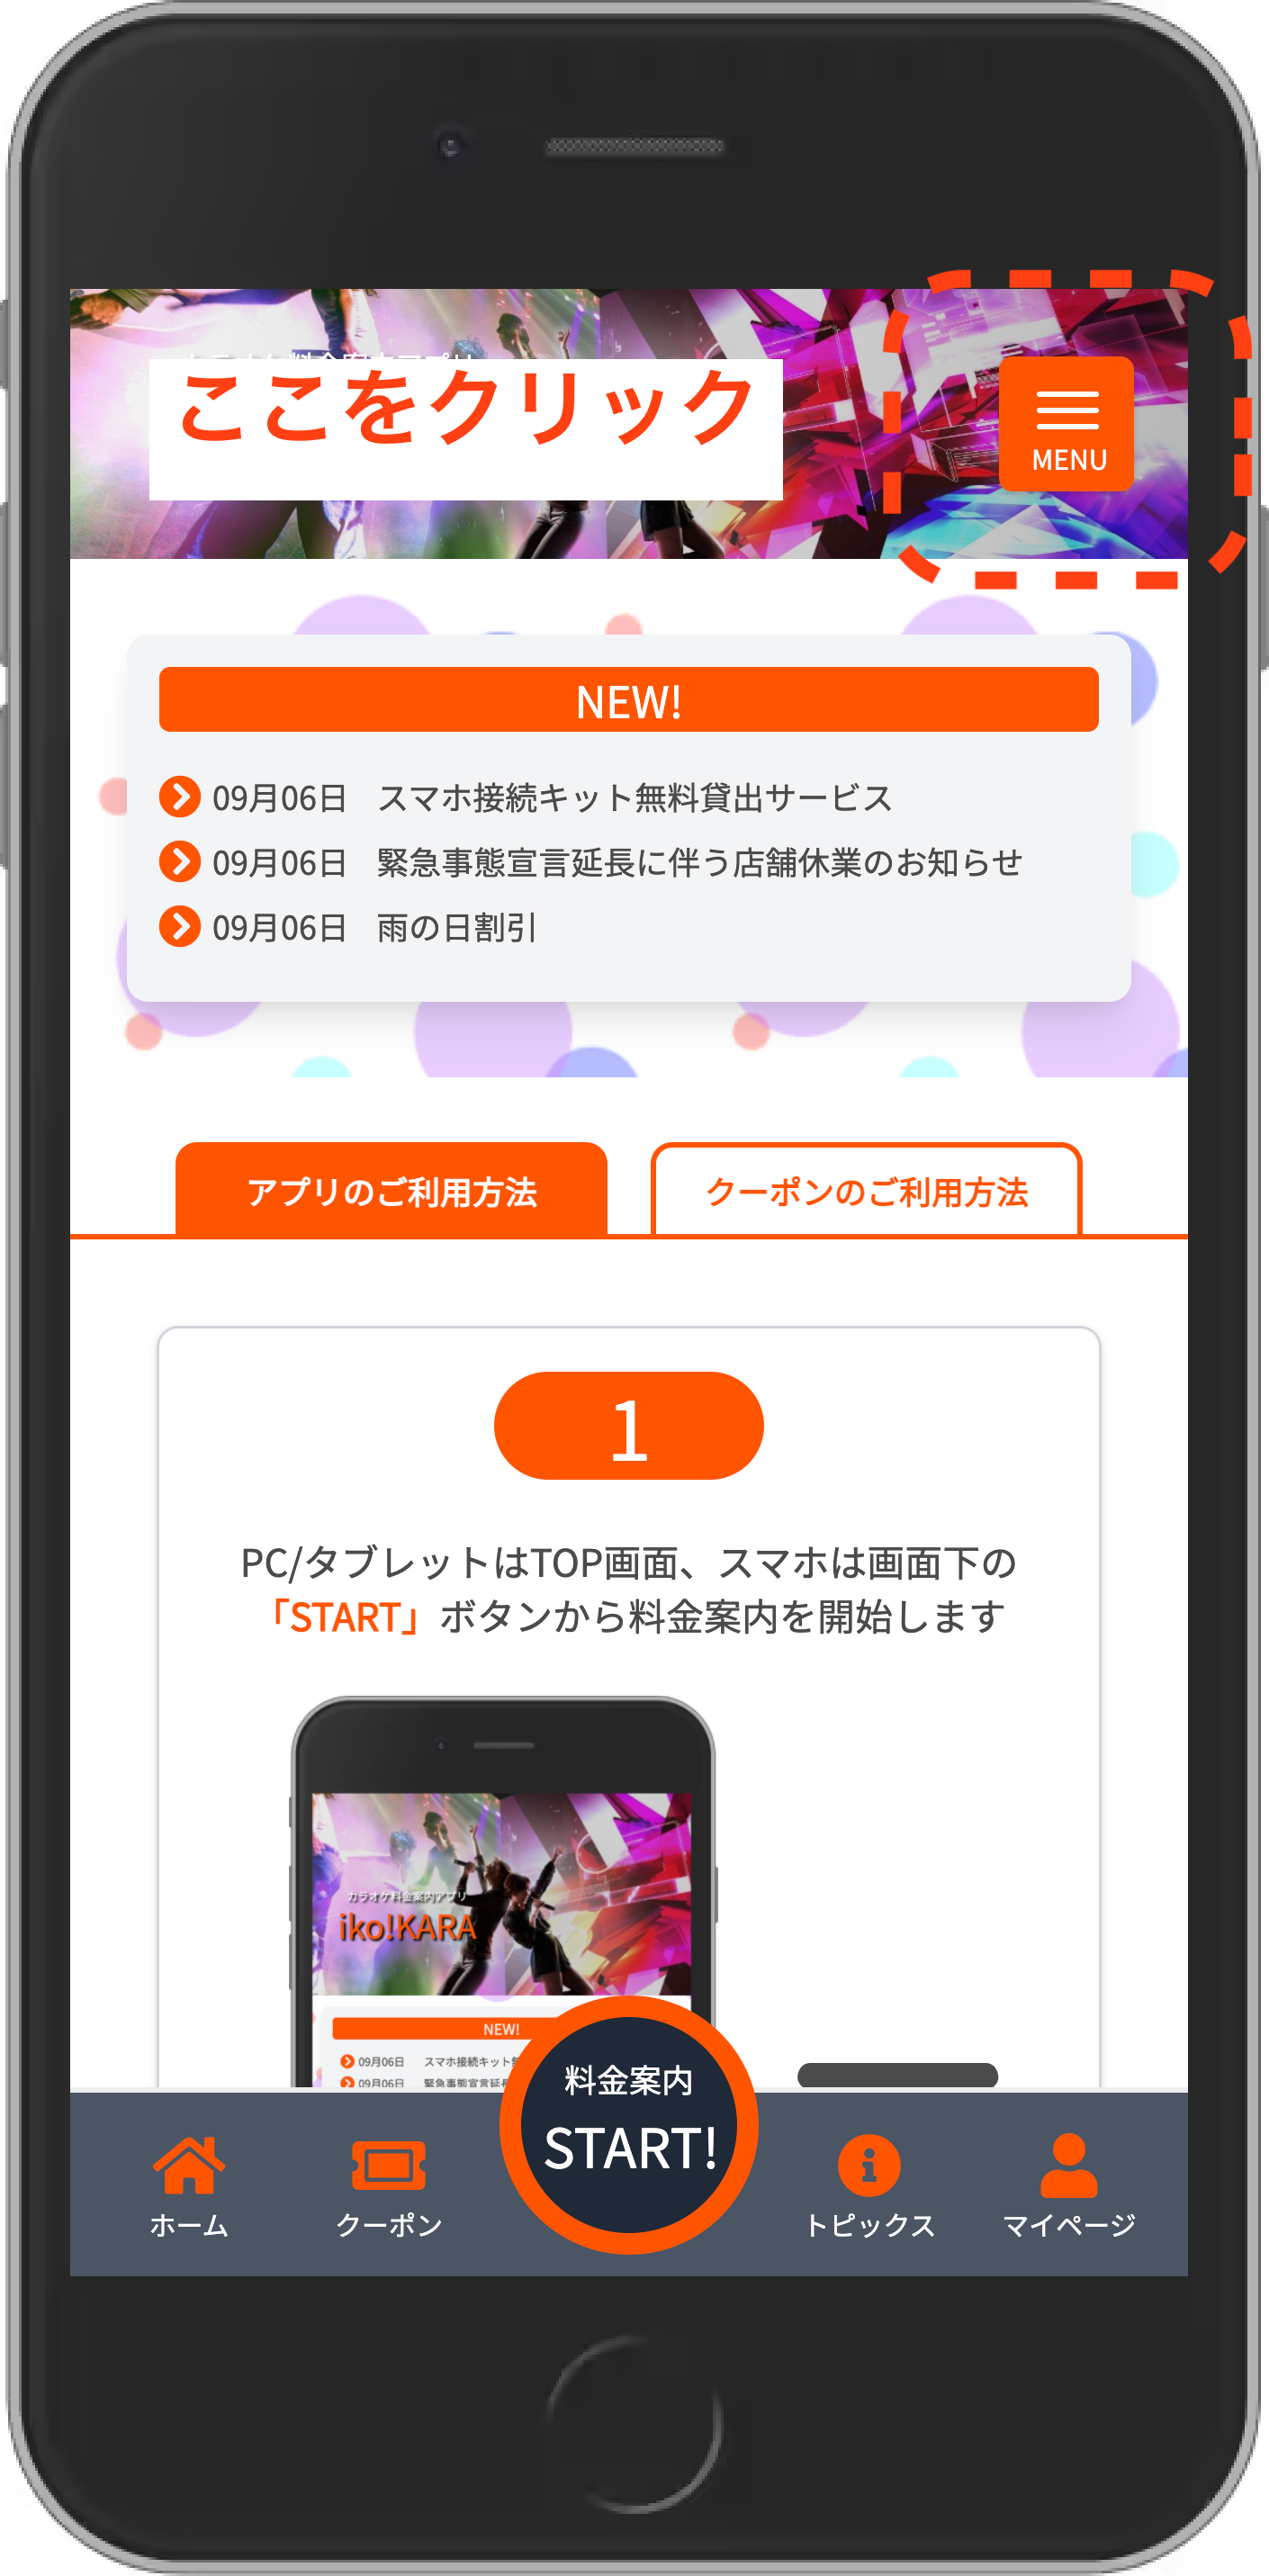 ここをクリック
MENU
NEW!
09月06日 スマホ接続キット無料貸出サービス
09月06日 緊急事態宣言延長に伴う店舗休業のお知らせ
09月06日 雨の日割引
アプリのご利用方法
クーポンのご利用方法
1
PC/タブレットはTOP画面、スマホは画面下の
「START」ボタンから料金案内を開始します
カラオケ料金案内アプリ
iko!KARA
NEW!
09月06日 スマホ接続キット
09月06日 緊急事態宣言延
料金案内
START!
ホーム
クーポン
トピックス
マイページ